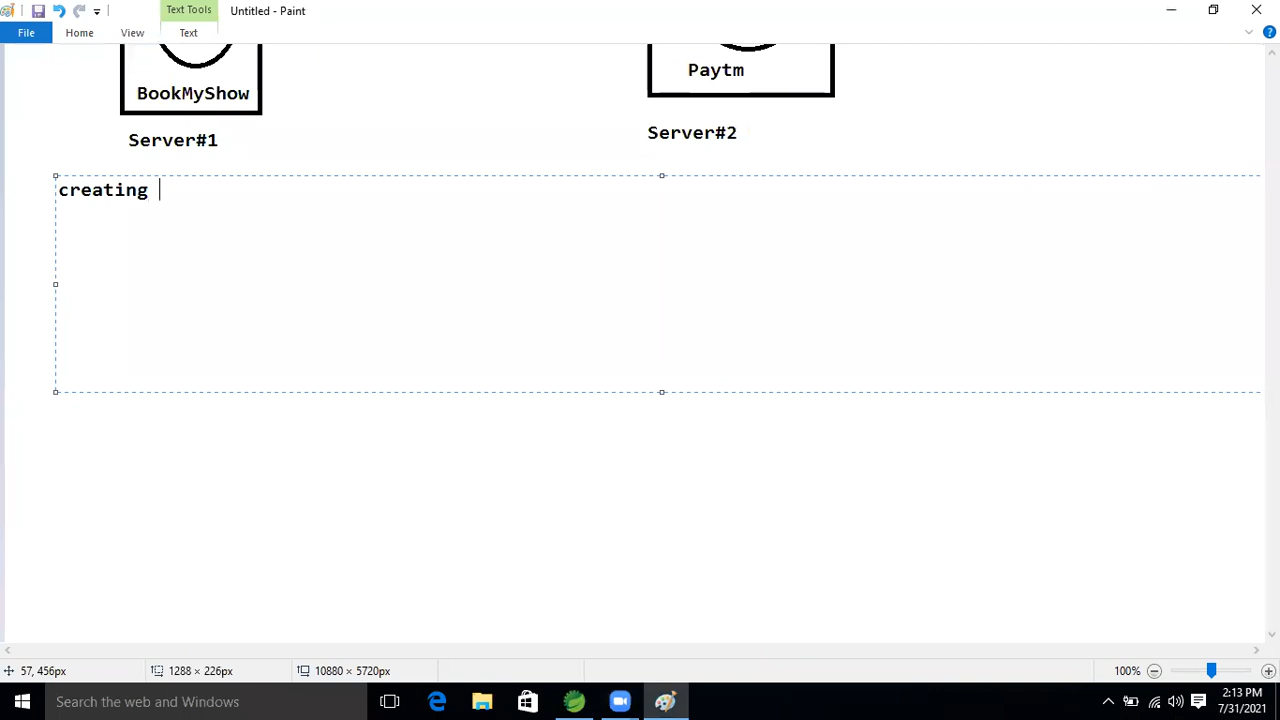 Text Tools
Untitled - Paint
File
Home
View
Text
BookMyShow
Server#1
Paytm
Server#2
creating
57, 456px
1288 × 226px
10880 × 5720px
100%
Search the web and Windows
2:13 PM
7/31/2021